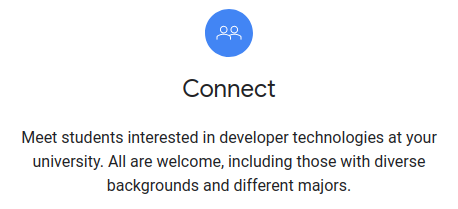 Connect
Meet students interested in developer technologies at your
university. All are welcome, including those with diverse
backgrounds and different majors.